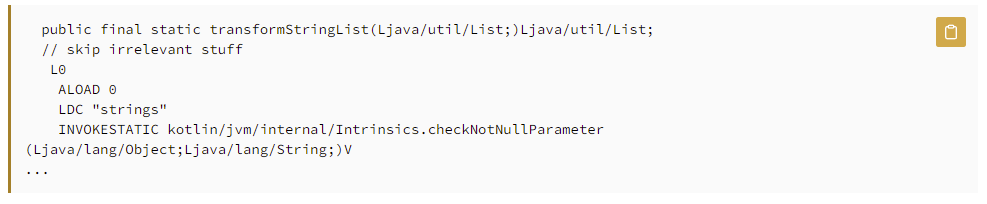 public final static transformStringList(Ljava/util/List;)Ljava/util/List;
// skip irrelevant stuff
L0
ALOAD 0
LDC "strings"
INVOKESTATIC kotlin/jvm/internal/Intrinsics.checkNotNullParameter
(Ljava/lang/Object;Ljava/lang/String;)V
...